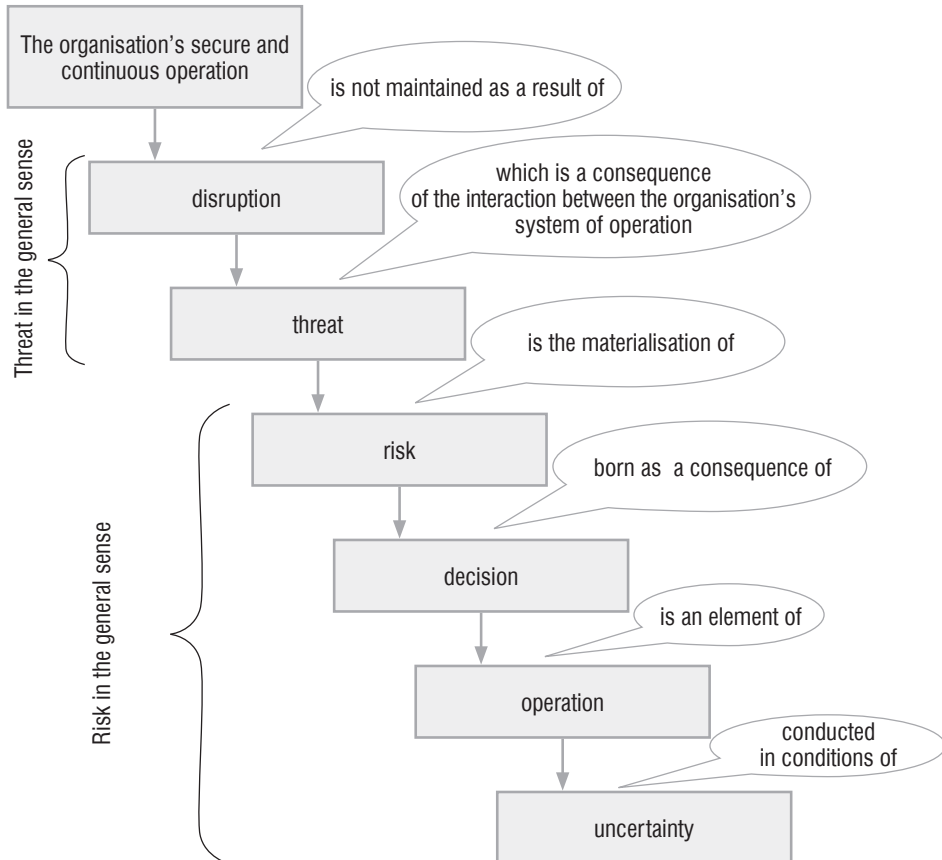 The organisation's secure and
continuous operation
is not maintained as a result of
disruption
which is a consequence
of the interaction between the organisation's
system of operation
threat
Threat in the general sense
is the materialisation of
risk
born as a consequence of
decision
is an element of
operation
conducted
in conditions of
uncertainty
Risk in the general sense